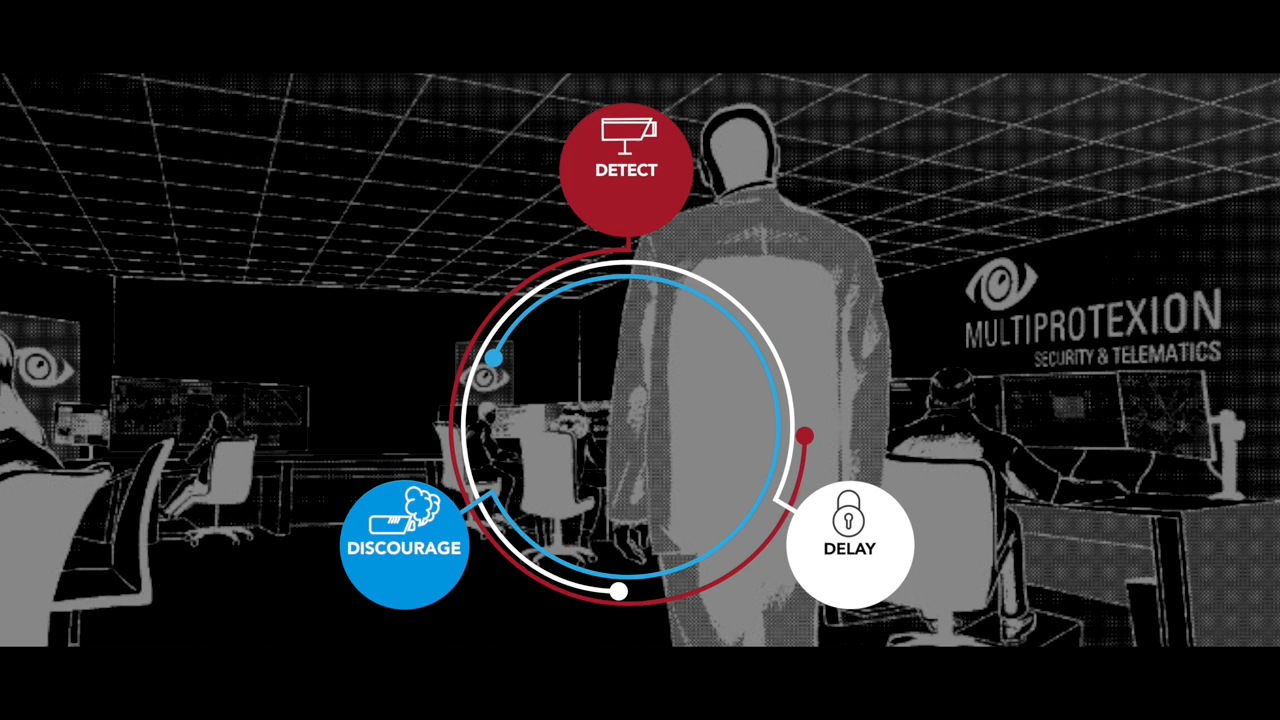 DETECT
MULTIPROTEXION
SECURITY & TELEMATICS
DISCOURAGE
DELAY